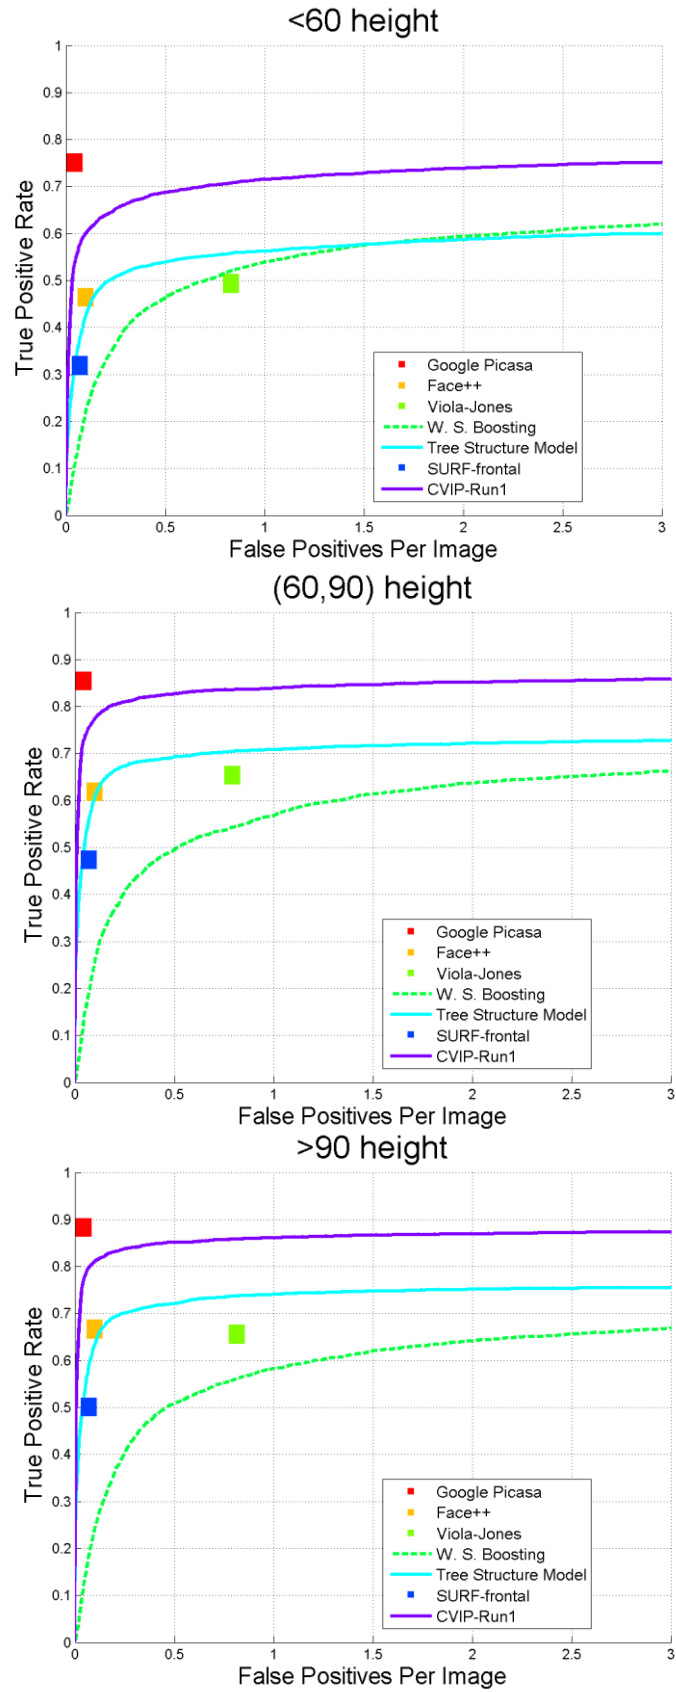 <60 height
1
0.9
0.8
0.7
0.6
0.5
0.4
0.3
0.2
0.1
0
True Positive Rate
Google Picasa
Face++
Viola-Jones
W. S. Boosting
Tree Structure Model
SURF-frontal
CVIP-Run1
0 0.5 1 1.5 2 2.5 3
False Positives Per Image
(60,90) height
1
0.9
0.8
0.7
0.6
0.5
0.4
0.3
0.2
0.1
0
True Positive Rate
Google Picasa
Face++
Viola-Jones
W. S. Boosting
Tree Structure Model
SURF-frontal
CVIP-Run1
0 0.5 1 1.5 2 2.5 3
False Positives Per Image
>90 height
1
0.9
0.8
0.7
0.6
0.5
0.4
0.3
0.2
0.1
0
True Positive Rate
Google Picasa
Face++
Viola-Jones
W. S. Boosting
Tree Structure Model
SURF-frontal
CVIP-Run1
0 0.5 1 1.5 2 2.5 3
False Positives Per Image